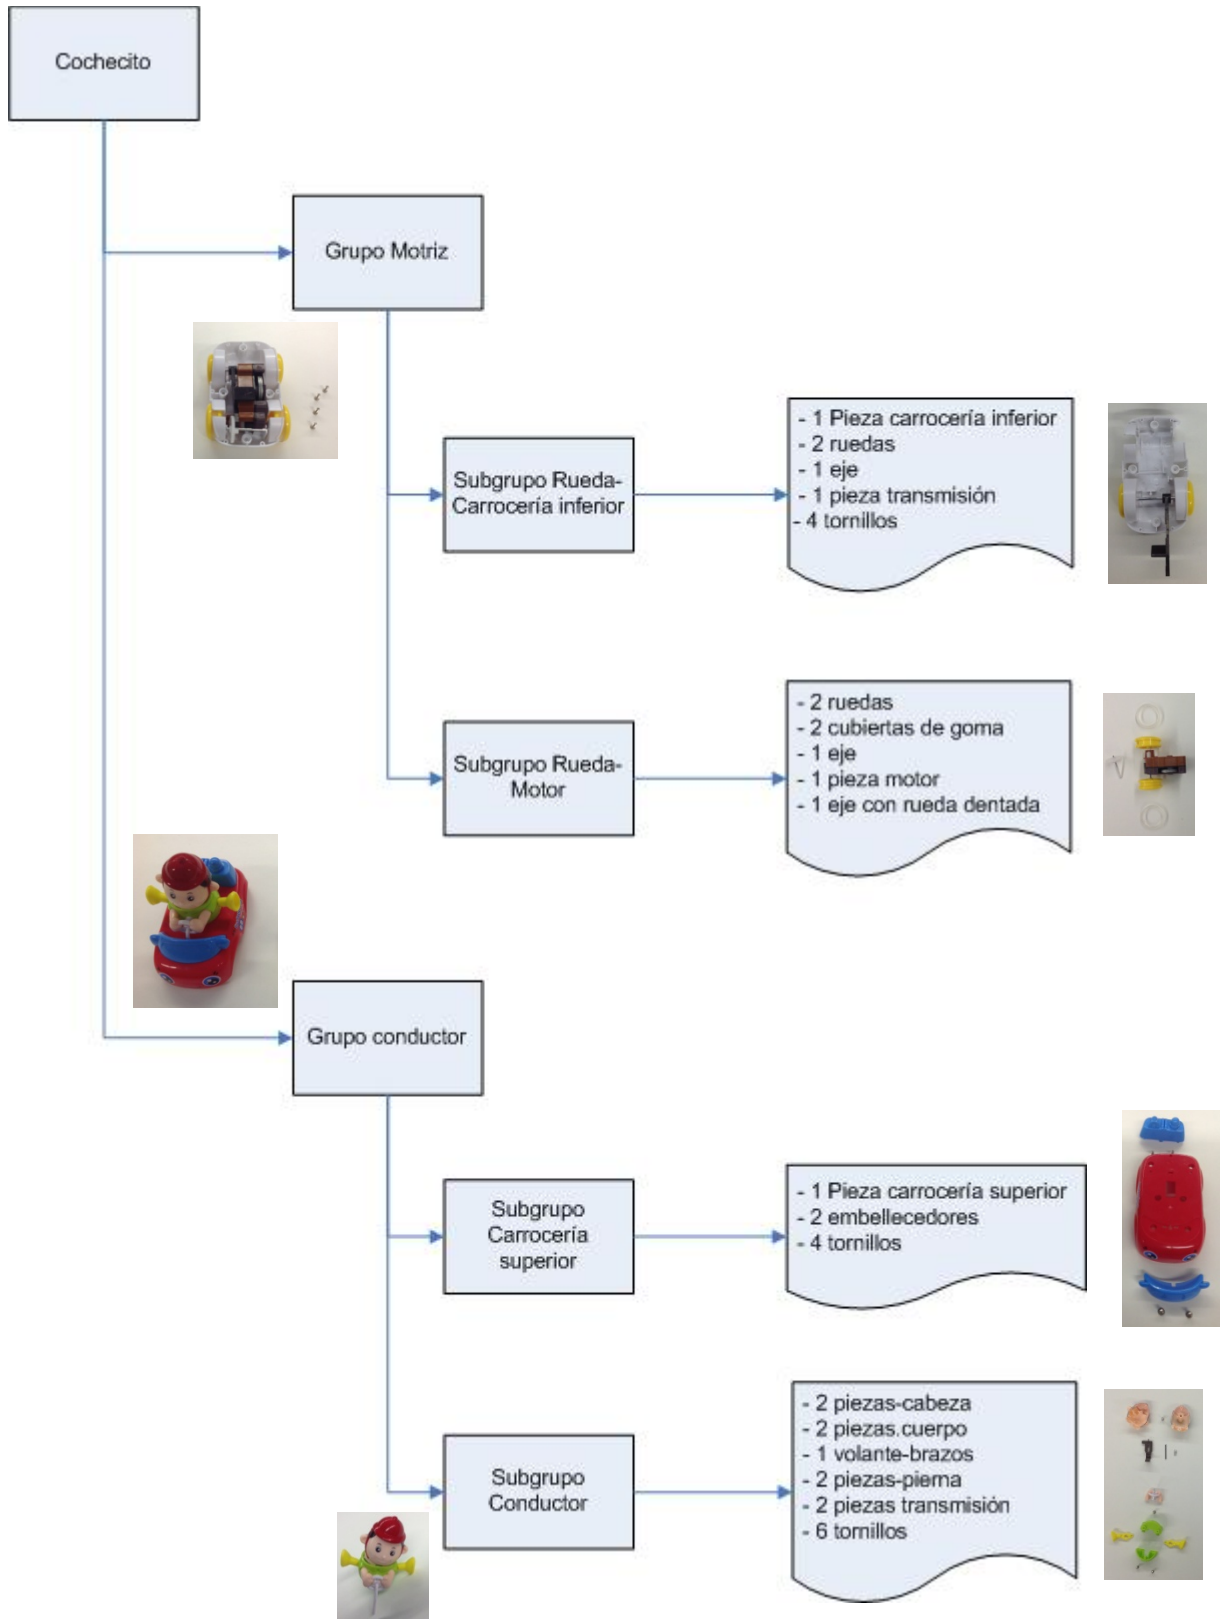 Cochecito
Grupo Motriz
Subgrupo Rueda-
Carrocería inferior
- 1 Pieza carrocería inferior
- 2 ruedas
- 1 eje
- 1 pieza transmisión
- 4 tornillos
Subgrupo Rueda-
Motor
- 2 ruedas
- 2 cubiertas de goma
- 1 eje
- 1 pieza motor
- 1 eje con rueda dentada
Grupo conductor
Subgrupo
Carrocería
superior
- 1 Pieza carrocería superior
- 2 embellecedores
- 4 tornillos
Subgrupo
Conductor
- 2 piezas-cabeza
- 2 piezas.cuerpo
- 1 volante-brazos
- 2 piezas-pierna
- 2 piezas transmisión
- 6 tornillos